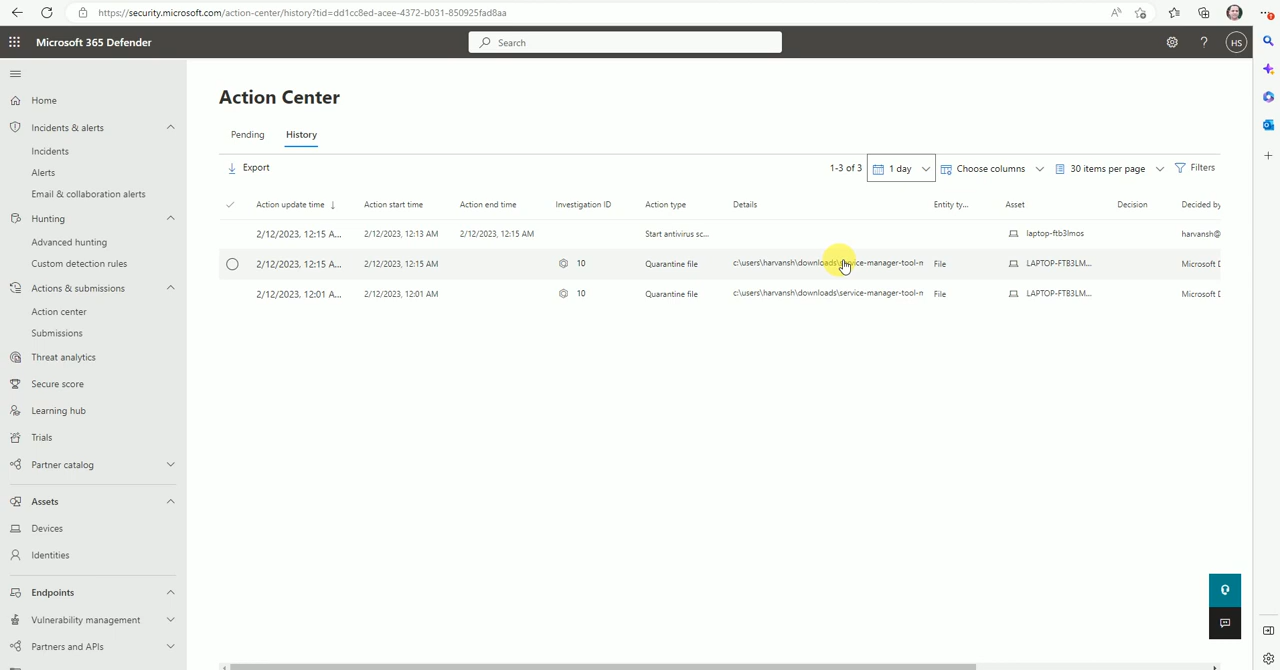 https://security.microsoft.com/action-center/history?tid=dd1cc8ed-acee-4372-b031-850925fad8aa
Microsoft 365 Defender
Search
HS
Home
Incidents & alerts
Incidents
Alerts
Email & collaboration alerts
Hunting
Advanced hunting
Custom detection rules
Actions & submissions
Action center
Submissions
Threat analytics
Secure score
Learning hub
Trials
Partner catalog
Assets
Devices
Identities
Endpoints
Vulnerability management
Partners and APIs
Action Center
Pending History
Export 1-3 of 3 1 day Choose columns 30 items per page Filters
Action update time ↓ Action start time Action end time Investigation ID Action type Details Entity ty... Asset Decision Decided by
2/12/2023, 12:15 A... 2/12/2023, 12:13 AM 2/12/2023, 12:15 AM Start antivirus sc... laptop-ftb3lmos harvansh@
2/12/2023, 12:15 A... 2/12/2023, 12:15 AM 10 Quarantine file c:\users\harvansh\downloads\service-manager-tool-n File LAPTOP-FTB3LM... Microsoft D
2/12/2023, 12:01 A... 2/12/2023, 12:01 AM 10 Quarantine file c:\users\harvansh\downloads\service-manager-tool-n File LAPTOP-FTB3LM... Microsoft D